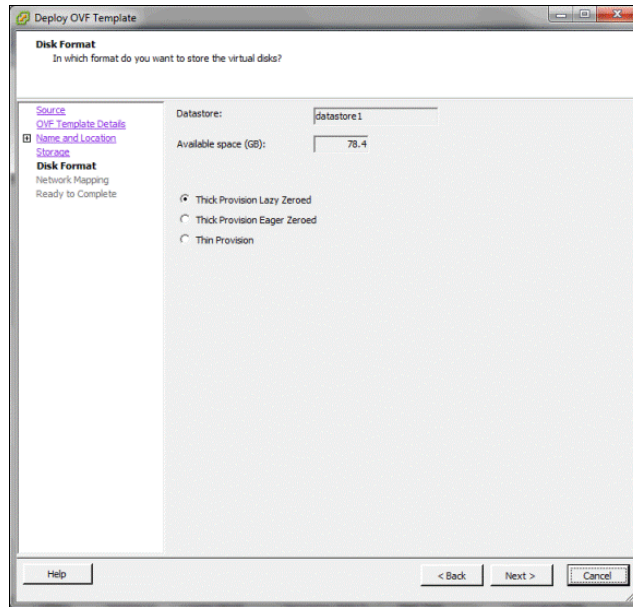 Deploy OVF Template
Disk Format
In which format do you want to store the virtual disks?
Source
OVF Template Details
Name and Location
Storage
Disk Format
Network Mapping
Ready to Complete
Datastore:
datastore1
Available space (GB):
78.4
Thick Provision Lazy Zeroed
Thick Provision Eager Zeroed
Thin Provision
Help
< Back
Next >
Cancel